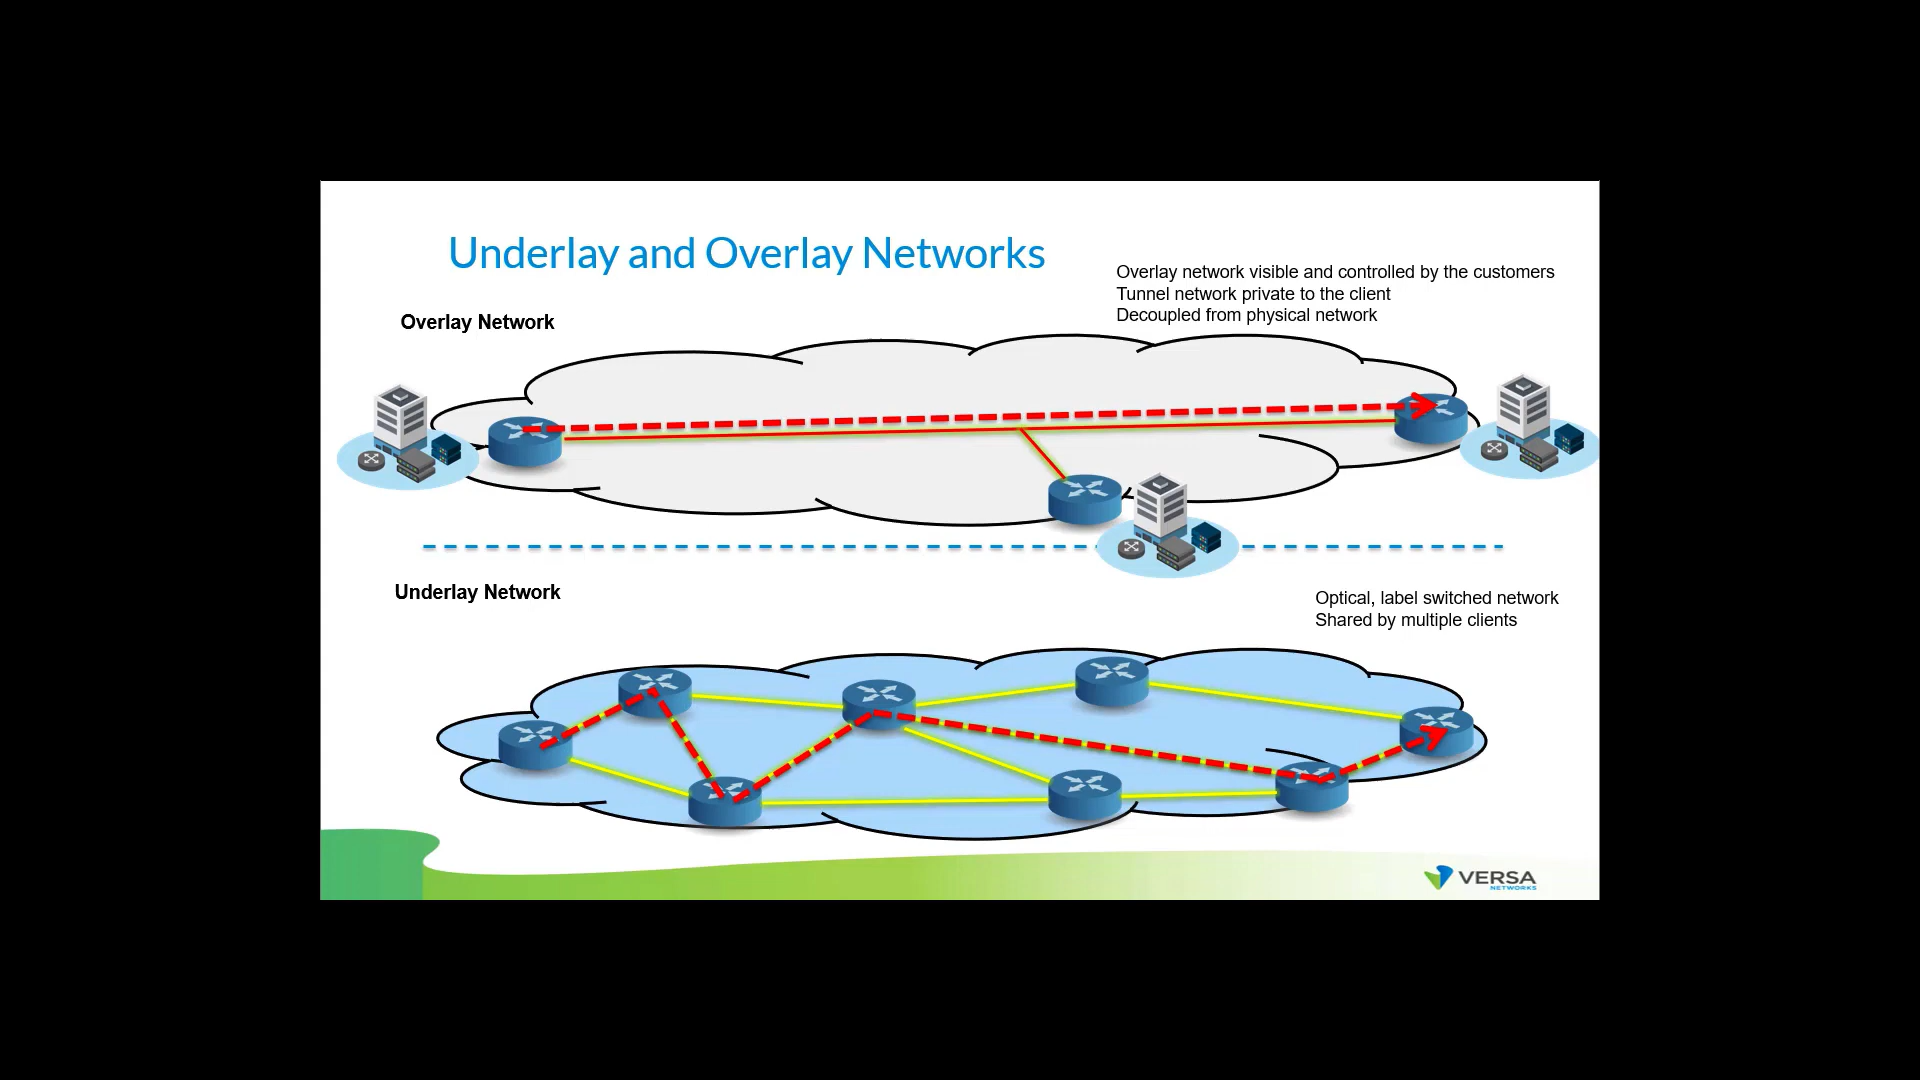 Underlay and Overlay Networks
Overlay network visible and controlled by the customers
Tunnel network private to the client
Decoupled from physical network
Overlay Network
Underlay Network
Optical, label switched network
Shared by multiple clients
VERSA
NETWORKS